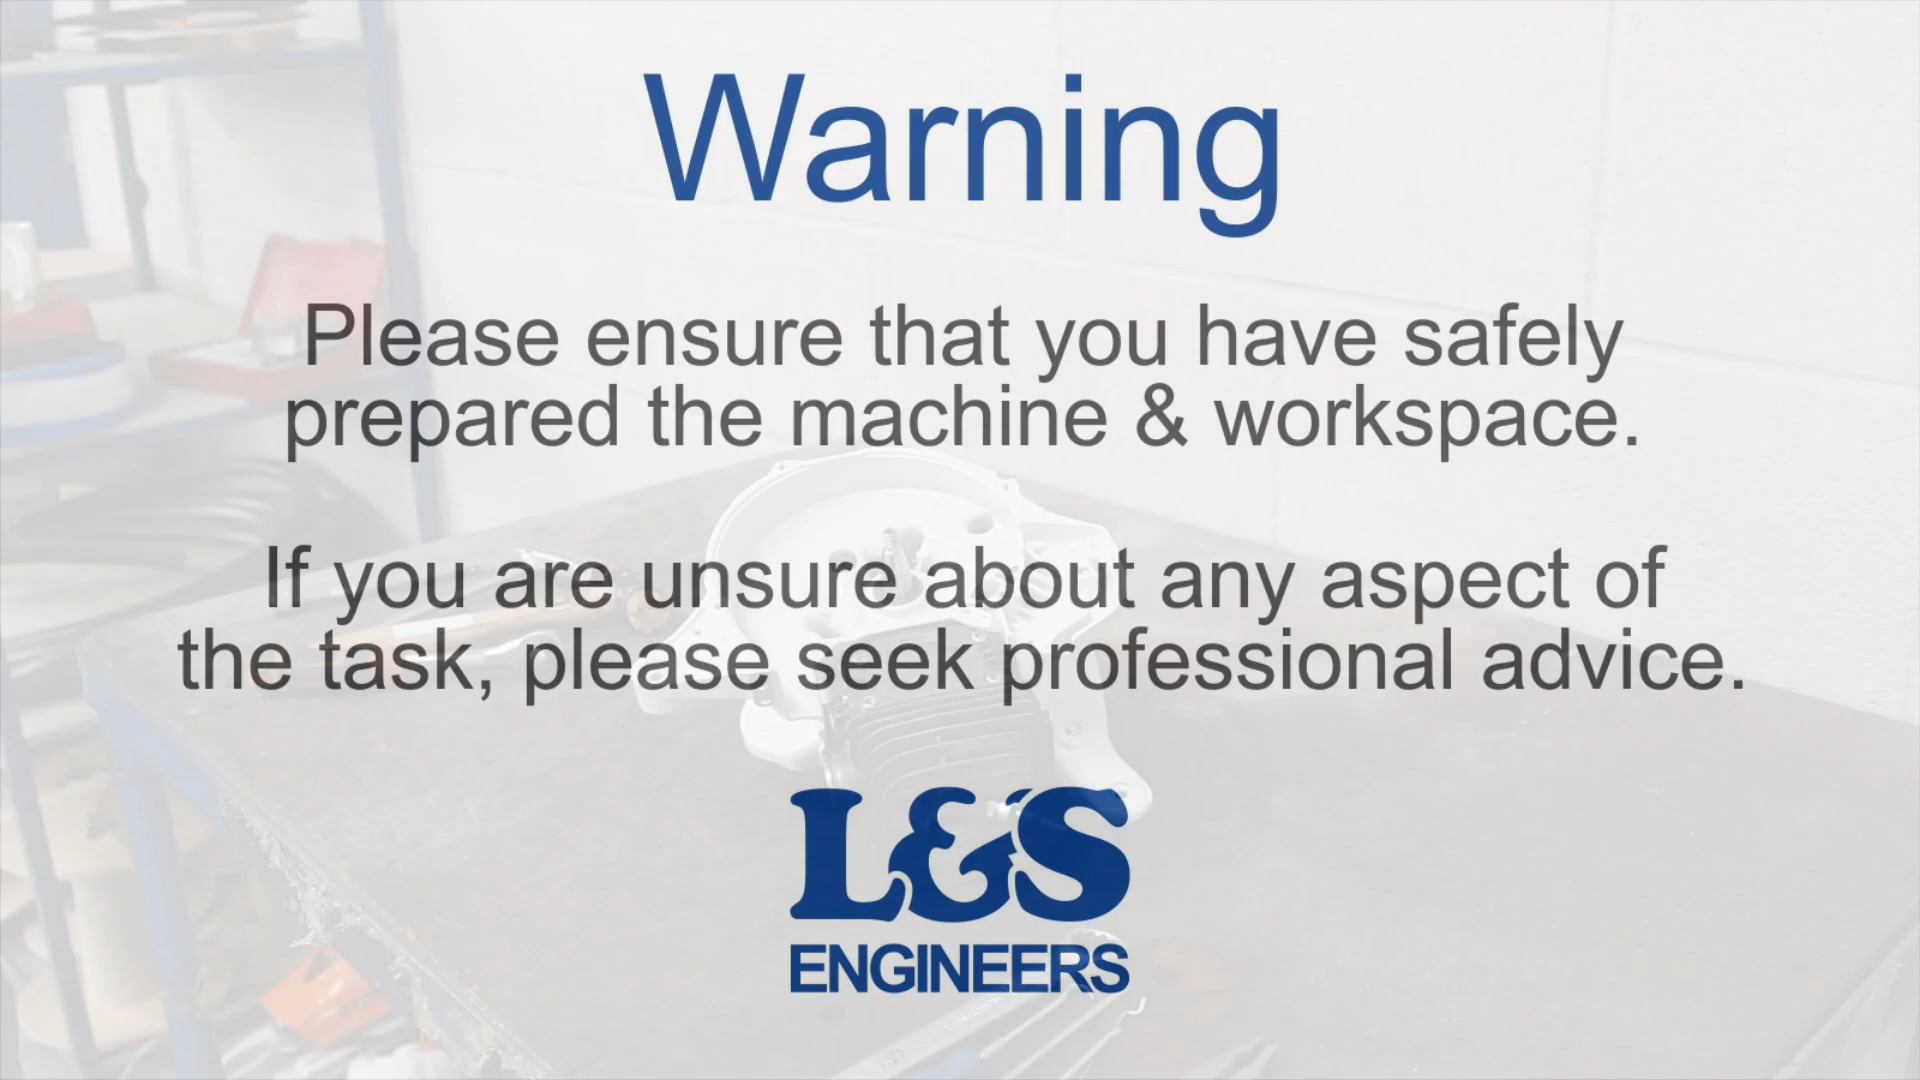 Warning
Please ensure that you have safely
prepared the machine & workspace.
If you are unsure about any aspect of
the task, please seek professional advice.
L&S
ENGINEERS